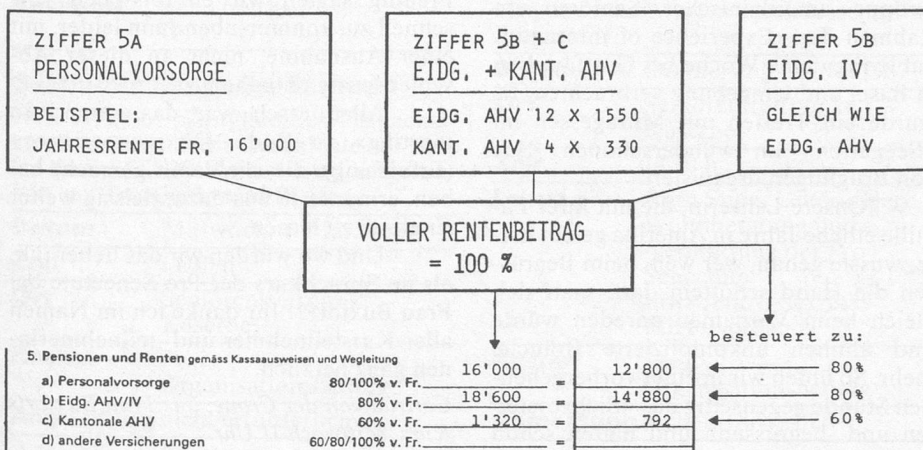 ZIFFER 5A
PERSONALVORSORGE
BEISPIEL:
JAHRESRENTE FR. 16'000
ZIFFER 5B + C
EIDG. + KANT. AHV
EIDG. AHV 12 x 1550
KANT. AHV 4 x 330
ZIFFER 5B
EIDG. IV
GLEICH WIE
EIDG. AHV
VOLLER RENTENBETRAG
= 100 %
besteuert zu:
5. Pensionen und Renten gemäss Kassaausweisen und Wegleitung
a) Personalvorsorge 80/100% v. Fr. 16'000 = 12'800 80%
b) Eidg. AHV/IV 80% v. Fr. 18'600 = 14'880 80%
c) Kantonale AHV 60% v. Fr. 1'320 = 792 60%
d) andere Versicherungen 60/80/100% v. Fr. =